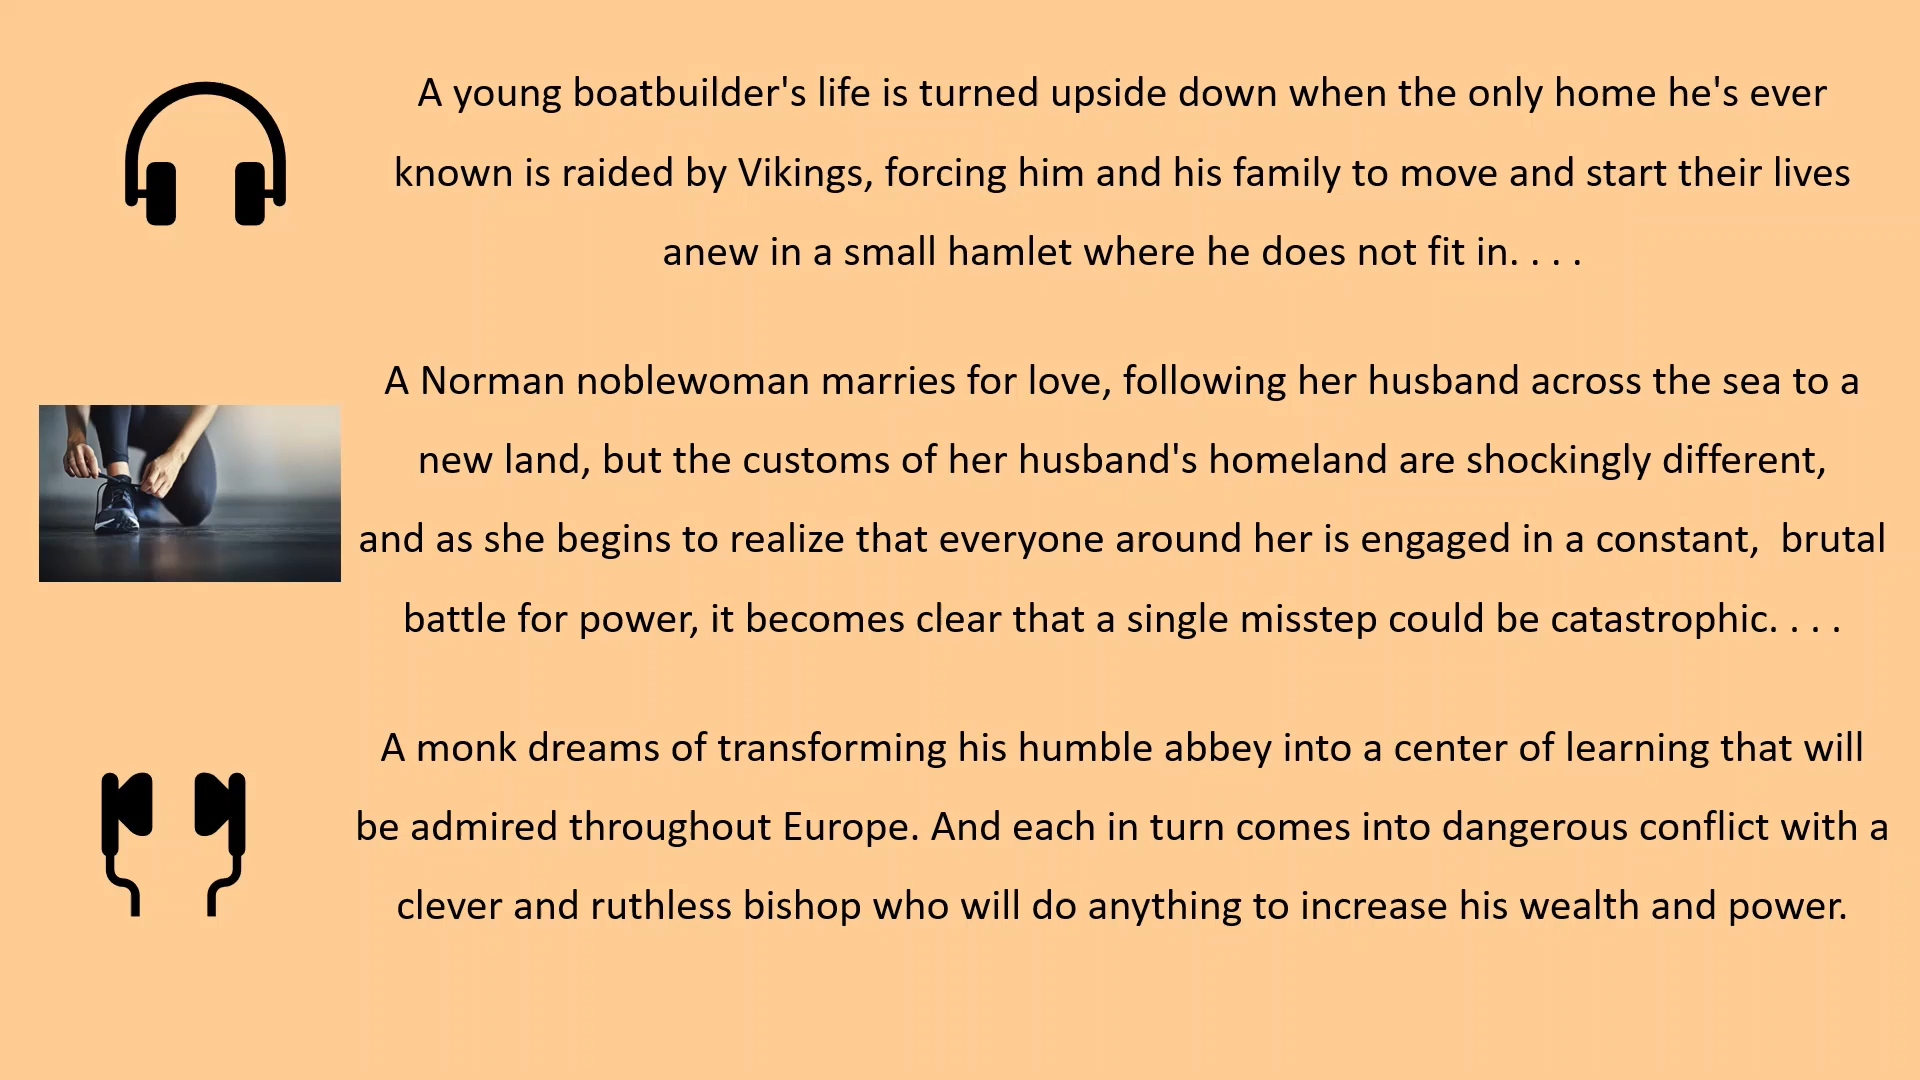 A young boatbuilder's life is turned upside down when the only home he's ever
known is raided by Vikings, forcing him and his family to move and start their lives
anew in a small hamlet where he does not fit in. . . .
A Norman noblewoman marries for love, following her husband across the sea to a
new land, but the customs of her husband's homeland are shockingly different,
and as she begins to realize that everyone around her is engaged in a constant,  brutal
battle for power, it becomes clear that a single misstep could be catastrophic. . . .
A monk dreams of transforming his humble abbey into a center of learning that will
be admired throughout Europe. And each in turn comes into dangerous conflict with a
clever and ruthless bishop who will do anything to increase his wealth and power.